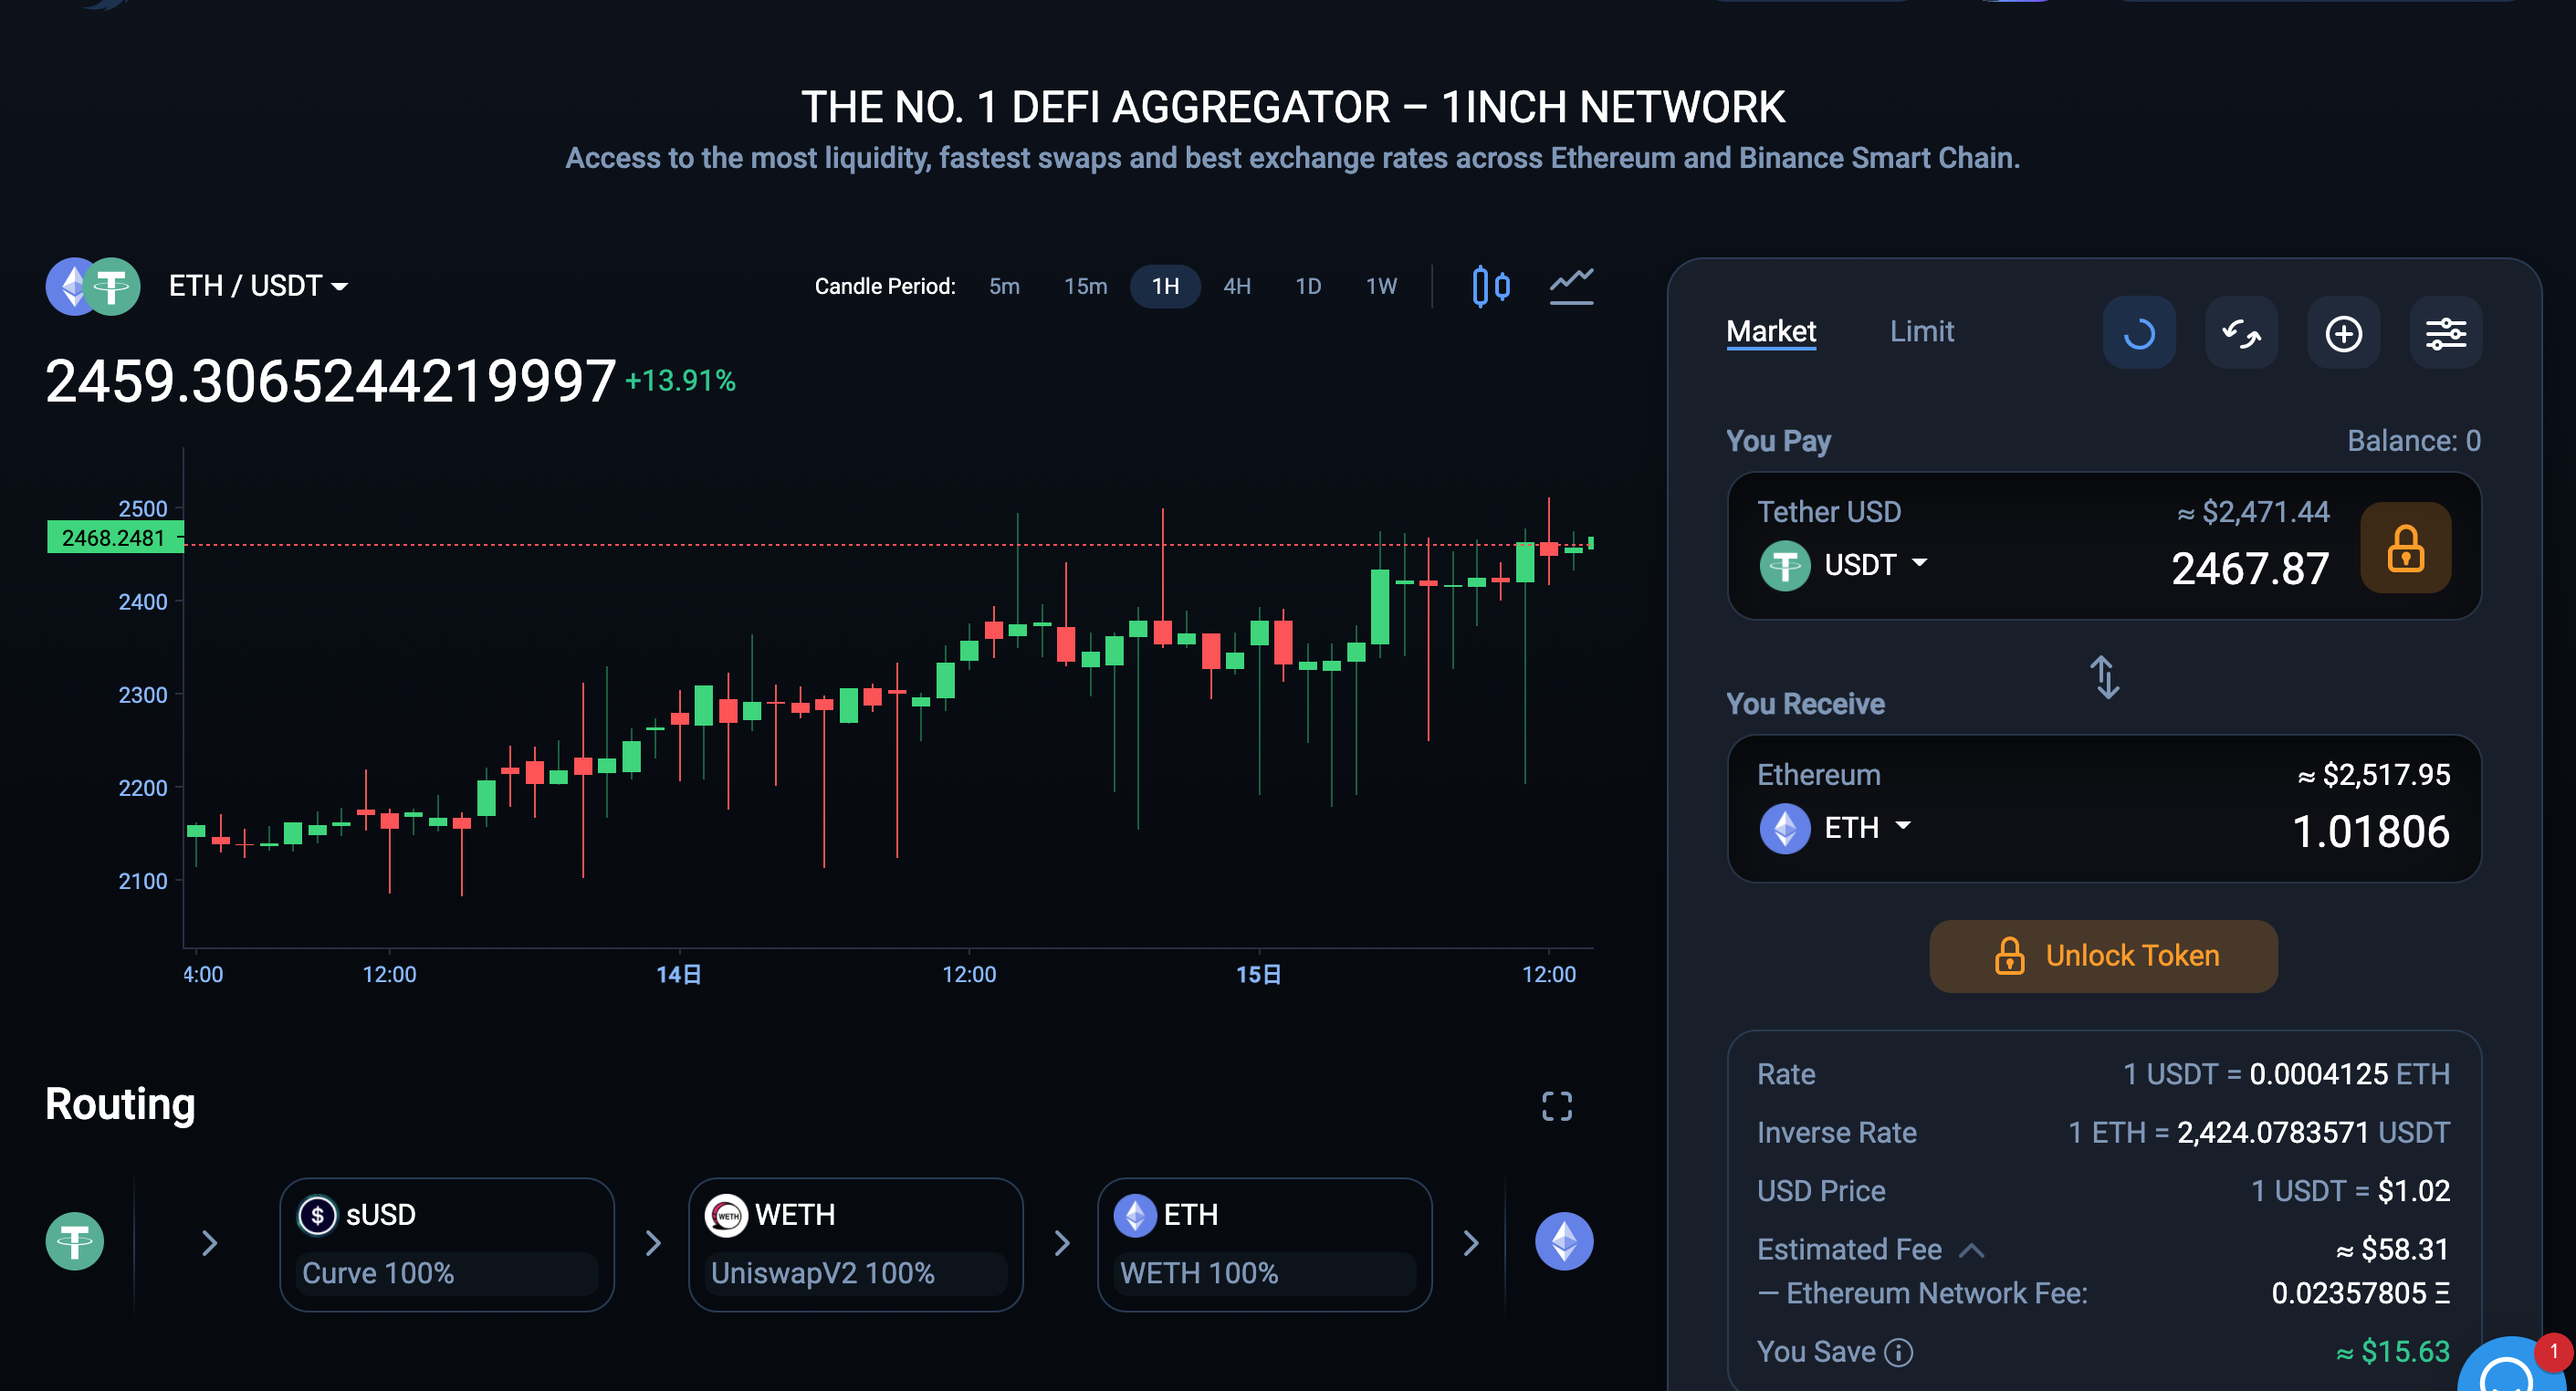 THE NO. 1 DEFI AGGREGATOR – 1INCH NETWORK
Access to the most liquidity, fastest swaps and best exchange rates across Ethereum and Binance Smart Chain.
ETH / USDT
Candle Period: 5m 15m 1H 4H 1D 1W
2459.3065244219997 +13.91%
2500
2468.2481
2400
2300
2200
2100
4:00 12:00 14日 12:00 15日 12:00
Routing
sUSD
Curve 100%
WETH
WETH
UniswapV2 100%
ETH
WETH 100%
Market Limit
You Pay Balance: 0
Tether USD ≈ $2,471.44
USDT 2467.87
You Receive
Ethereum ≈ $2,517.95
ETH 1.01806
Unlock Token
Rate 1 USDT = 0.0004125 ETH
Inverse Rate 1 ETH = 2,424.0783571 USDT
USD Price 1 USDT = $1.02
Estimated Fee ≈ $58.31
— Ethereum Network Fee: 0.02357805 Ξ
You Save ≈ $15.63
1